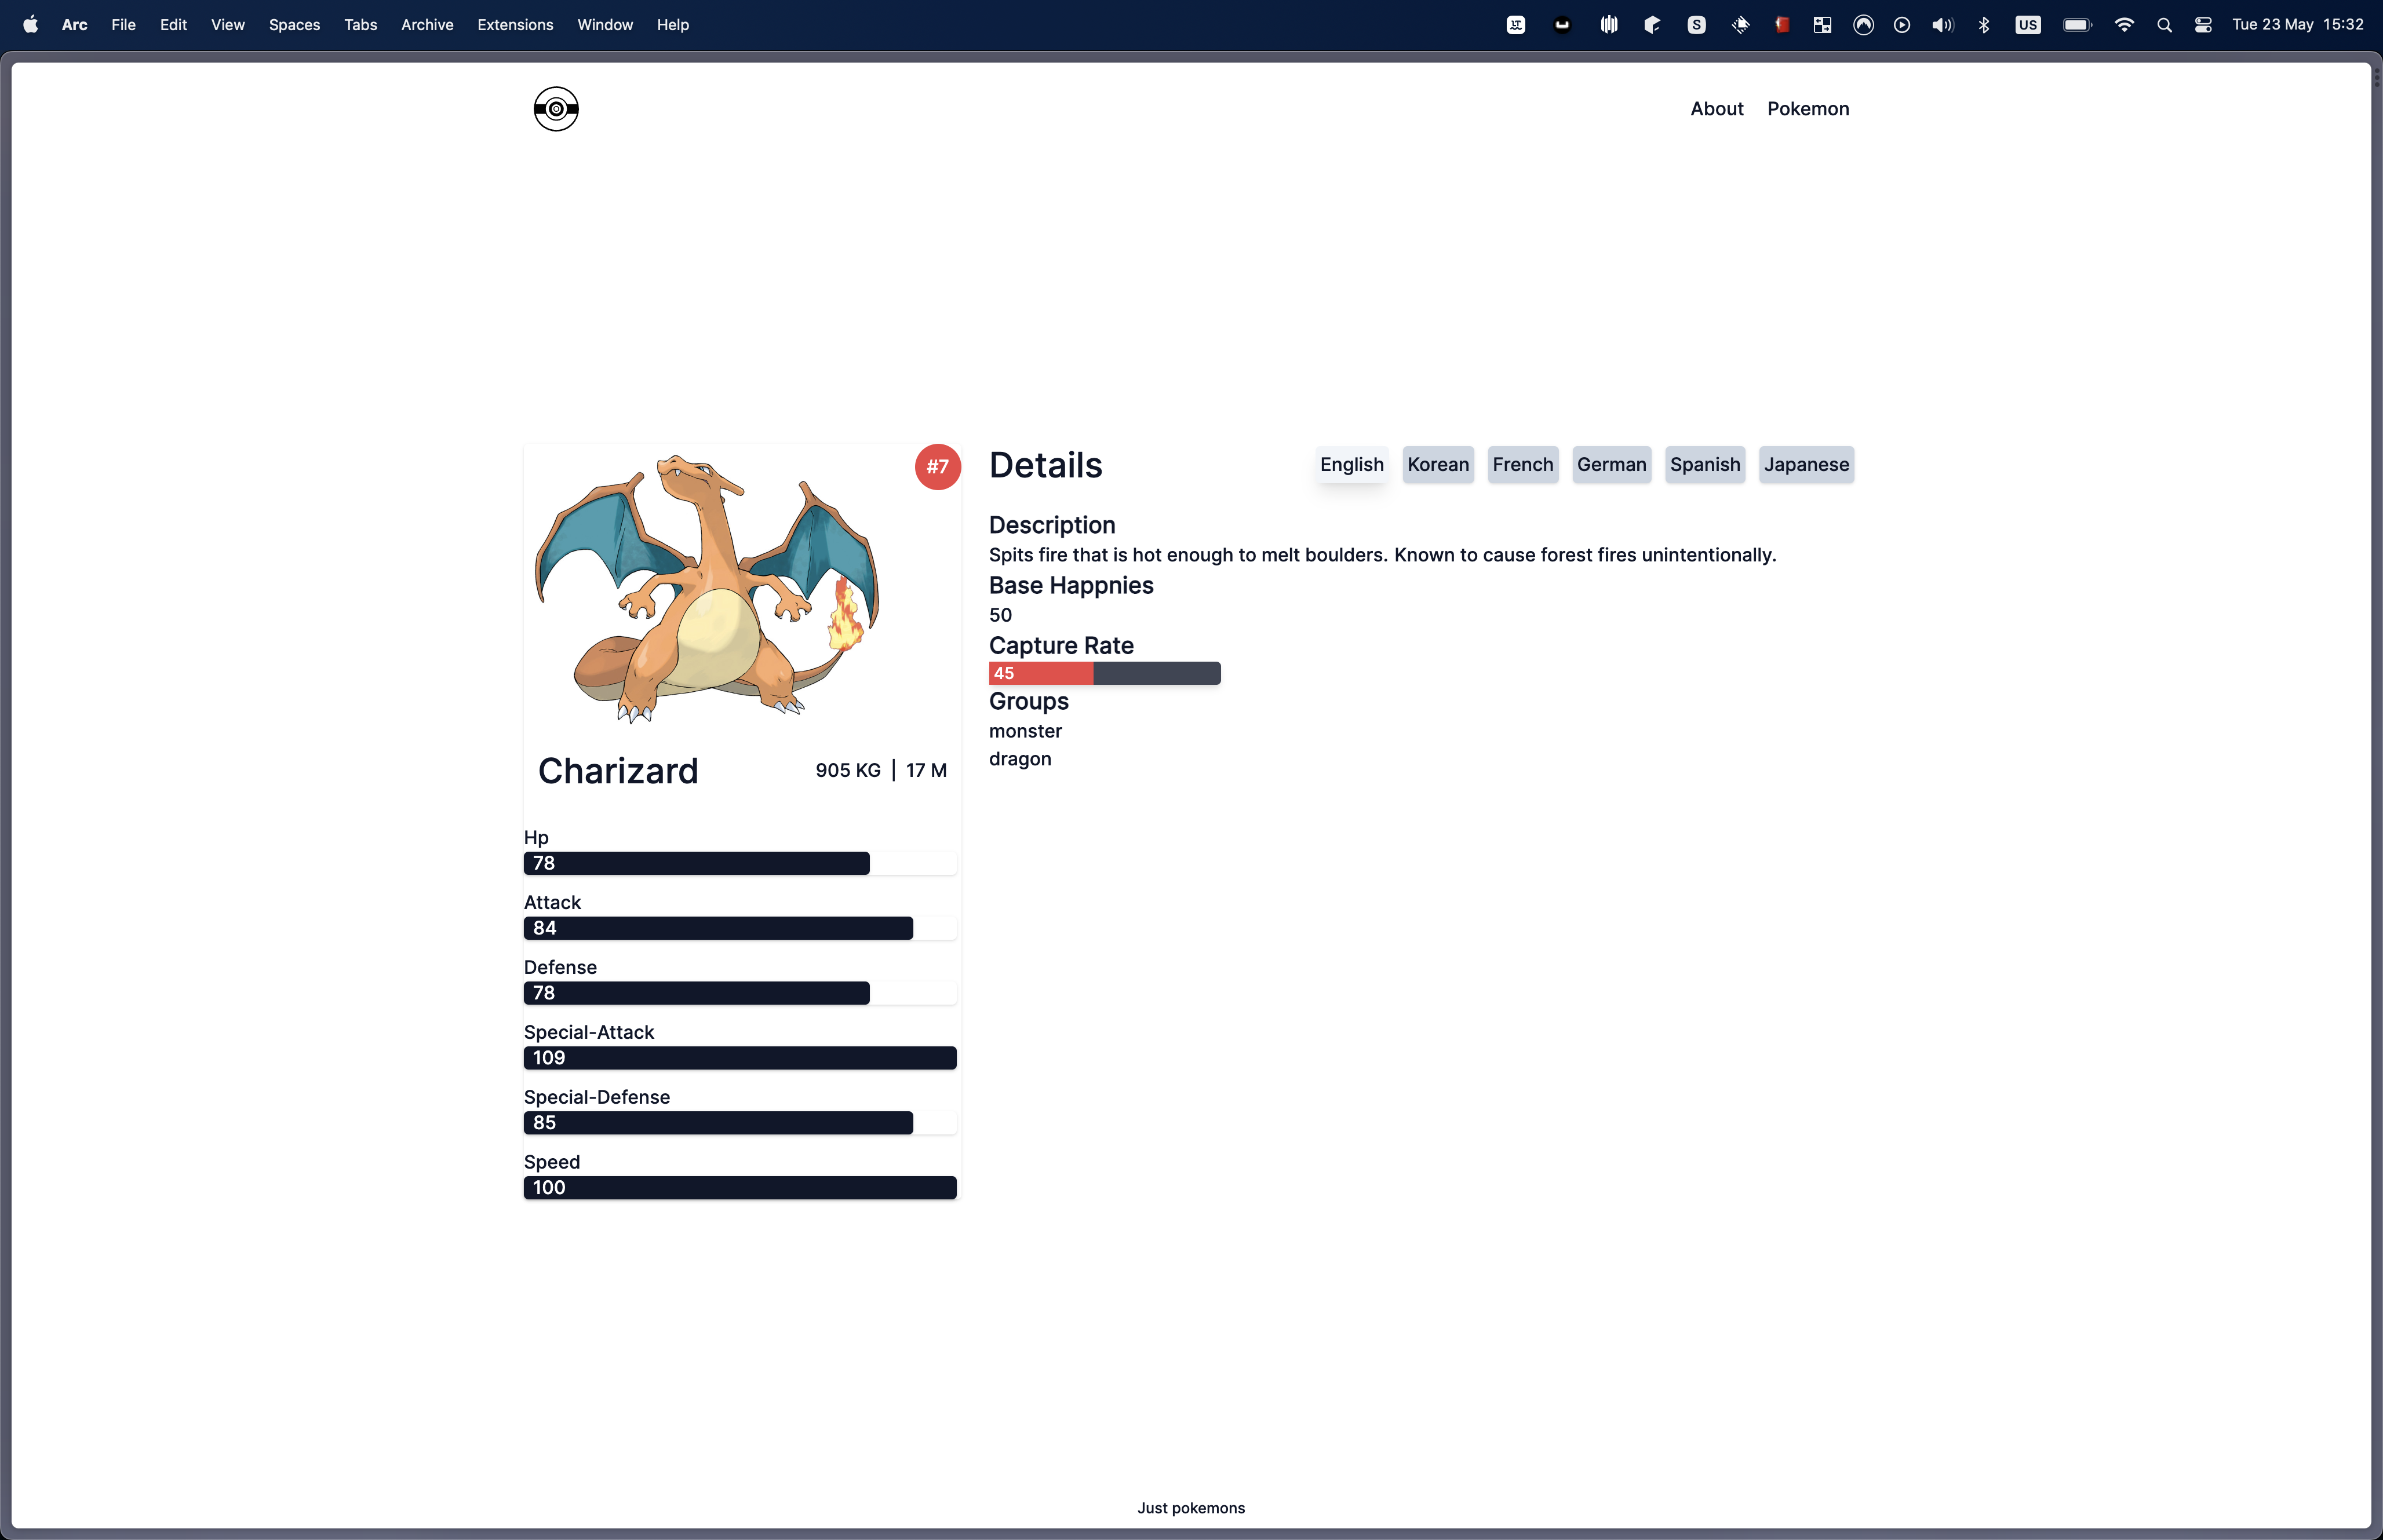 Arc File Edit View Spaces Tabs Archive Extensions Window Help LT S US Tue 23 May 15:32
About Pokemon
#7
Charizard 905 KG | 17 M
Hp
78
Attack
84
Defense
78
Special-Attack
109
Special-Defense
85
Speed
100
Details English Korean French German Spanish Japanese
Description
Spits fire that is hot enough to melt boulders. Known to cause forest fires unintentionally.
Base Happnies
50
Capture Rate
45
Groups
monster
dragon
Just pokemons